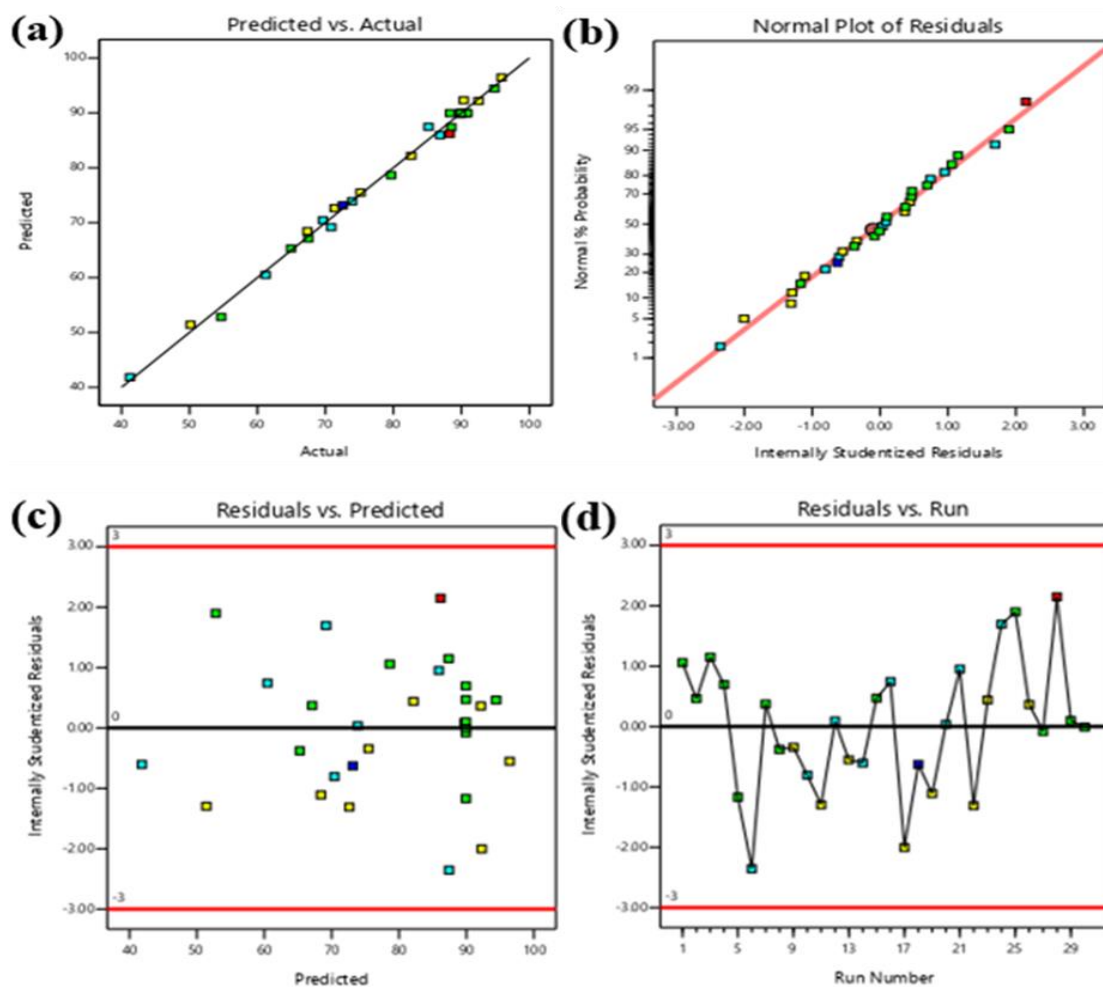 (a) Predicted vs. Actual
100
90
80
70
60
50
40
Predicted
40 50 60 70 80 90 100
Actual
(b) Normal Plot of Residuals
99
95
90
80
70
50
30
20
10
5
1
Normal % Probability
-3.00 -2.00 -1.00 0.00 1.00 2.00 3.00
Internally Studentized Residuals
(c) Residuals vs. Predicted
3
3.00
2.00
1.00
0
0.00
-1.00
-2.00
-3
-3.00
Internally Studentized Residuals
40 50 60 70 80 90 100
Predicted
(d) Residuals vs. Run
3
3.00
2.00
1.00
0
0.00
-1.00
-2.00
-3
-3.00
Internally Studentized Residuals
1 5 9 13 17 21 25 29
Run Number